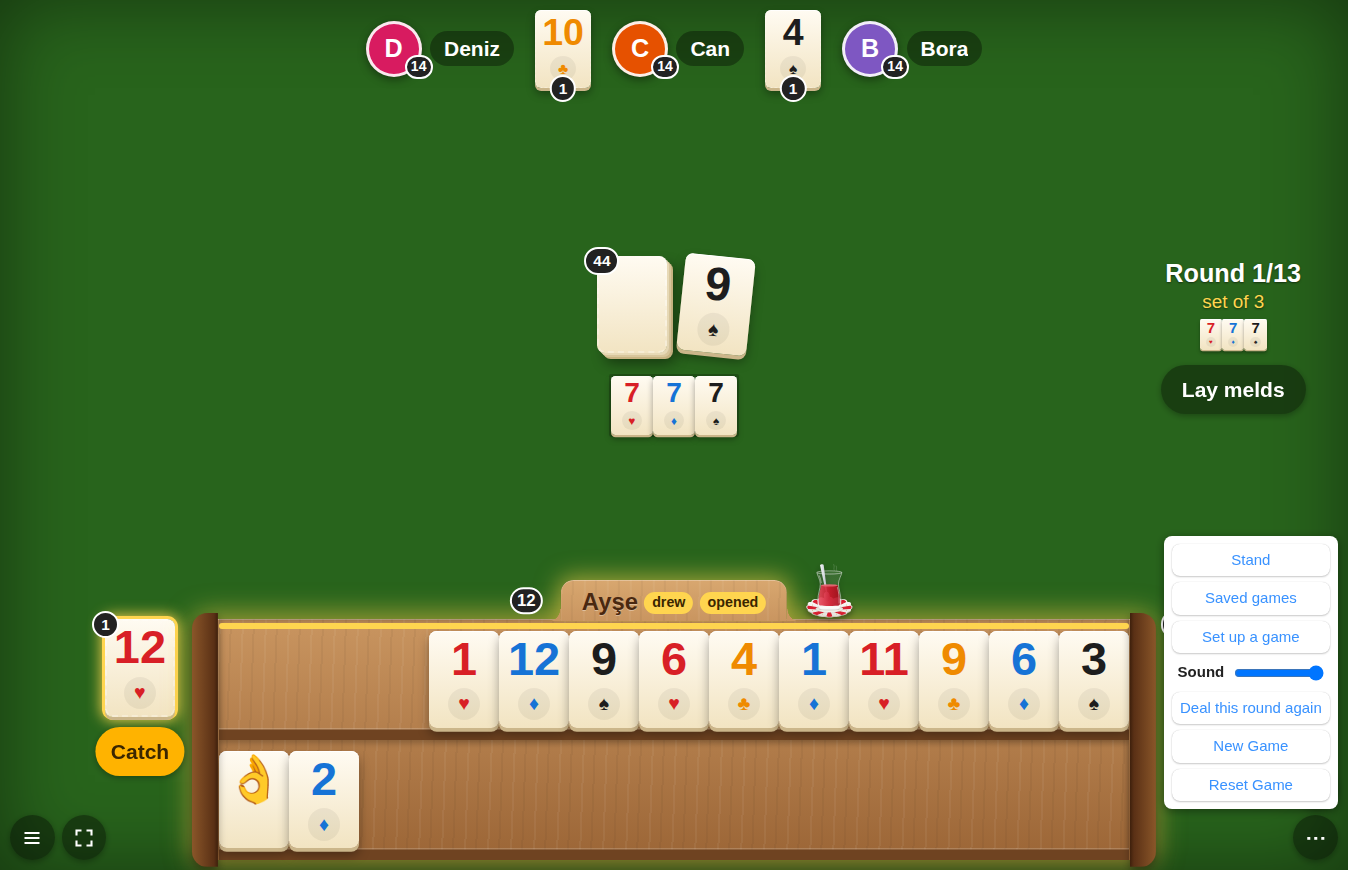 D
14
Deniz
10
1
C
14
Can
4
1
B
14
Bora
44
9
7
7
7
Round 1/13
set of 3
7
7
7
Lay melds
12
Ayşe drew opened
1
12
Catch
1
12
9
6
4
1
11
9
6
3
2
Stand
Saved games
Set up a game
Sound
Deal this round again
New Game
Reset Game